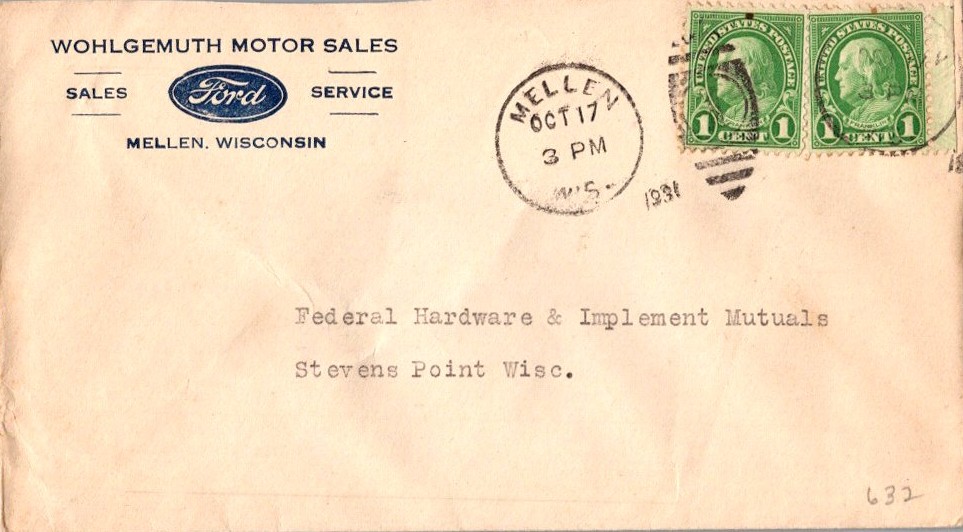 WOHLGEMUTH MOTOR SALES
SALES Ford SERVICE
MELLEN, WISCONSIN
MELLEN
OCT 17
3 PM
WIS.
1931
UNITED STATES POSTAGE
1 CENT 1
UNITED STATES POSTAGE
1 CENT 1
Federal Hardware & Implement Mutuals
Stevens Point Wisc.
632